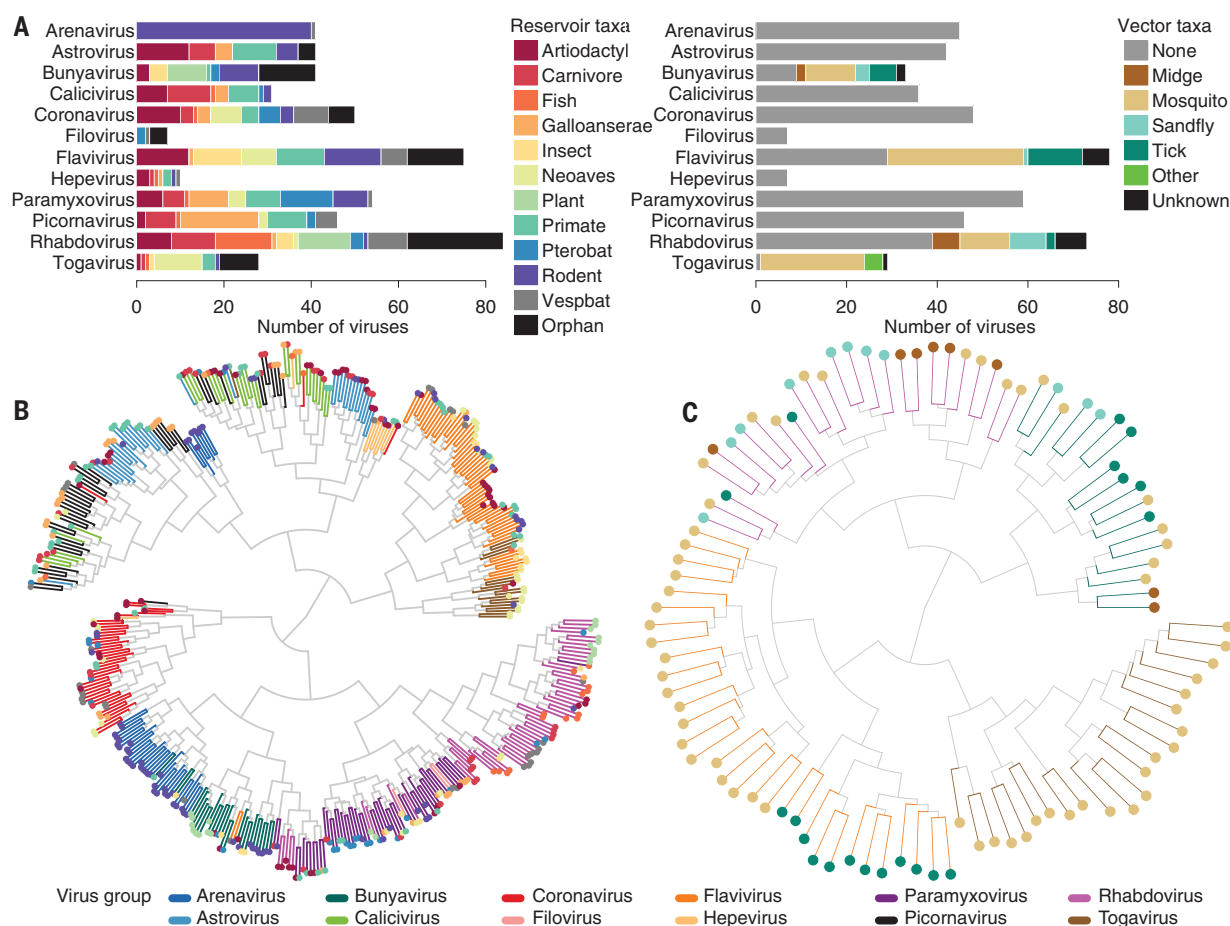 A
Arenavirus
Astrovirus
Bunyavirus
Calicivirus
Coronavirus
Filovirus
Flavivirus
Hepevirus
Paramyxovirus
Picornavirus
Rhabdovirus
Togavirus
0 20 40 60 80
Number of viruses
Reservoir taxa
Artiodactyl
Carnivore
Fish
Galloanserae
Insect
Neoaves
Plant
Primate
Pterobat
Rodent
Vespbat
Orphan
Arenavirus
Astrovirus
Bunyavirus
Calicivirus
Coronavirus
Filovirus
Flavivirus
Hepevirus
Paramyxovirus
Picornavirus
Rhabdovirus
Togavirus
0 20 40 60 80
Number of viruses
Vector taxa
None
Midge
Mosquito
Sandfly
Tick
Other
Unknown
B
C
Virus group Arenavirus Bunyavirus Coronavirus Flavivirus Paramyxovirus Rhabdovirus
Astrovirus Calicivirus Filovirus Hepevirus Picornavirus Togavirus